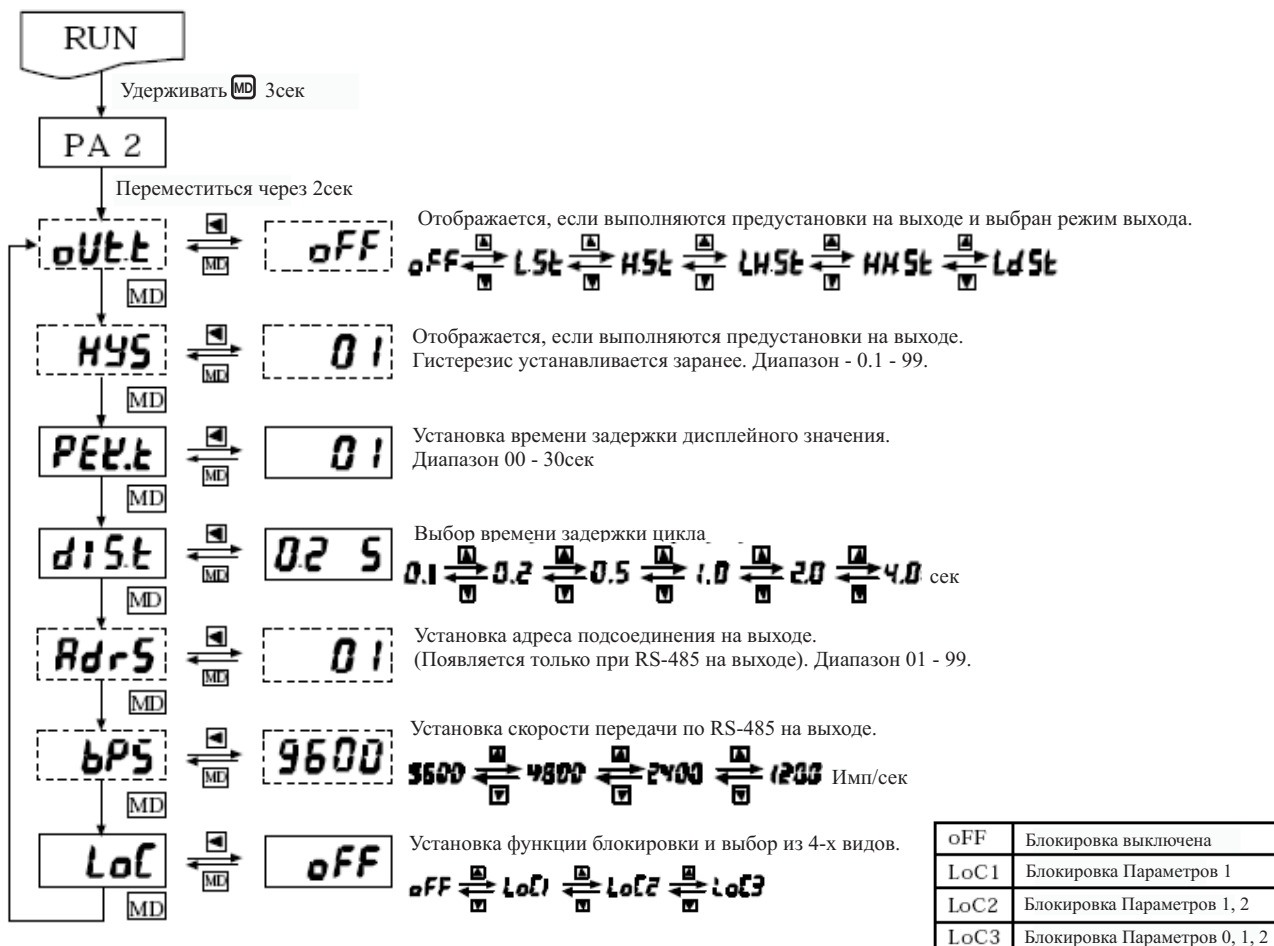 RUN
Удерживать MD 3сек
PA 2
Переместиться через 2сек
Отображается, если выполняются предустановки на выходе и выбран режим выхода.
oUt.t MD oFF
oFF L.St H.St LH.St HH.St Ld.St
MD
Отображается, если выполняются предустановки на выходе.
HYS MD 01
Гистерезис устанавливается заранее. Диапазон - 0.1 - 99.
MD
Установка времени задержки дисплейного значения.
PEK.t MD 01
Диапазон 00 - 30сек
MD
Выбор времени задержки цикла
diS.t MD 0.2 S
0.1 0.2 0.5 1.0 2.0 4.0 сек
MD
Установка адреса подсоединения на выходе.
AdrS MD 01
(Появляется только при RS-485 на выходе). Диапазон 01 - 99.
MD
Установка скорости передачи по RS-485 на выходе.
bPS MD 9600
9600 4800 2400 1200 Имп/сек
MD
Установка функции блокировки и выбор из 4-х видов.
LoC MD oFF
oFF LoC1 LoC2 LoC3
MD
oFF Блокировка выключена
LoC1 Блокировка Параметров 1
LoC2 Блокировка Параметров 1, 2
LoC3 Блокировка Параметров 0, 1, 2